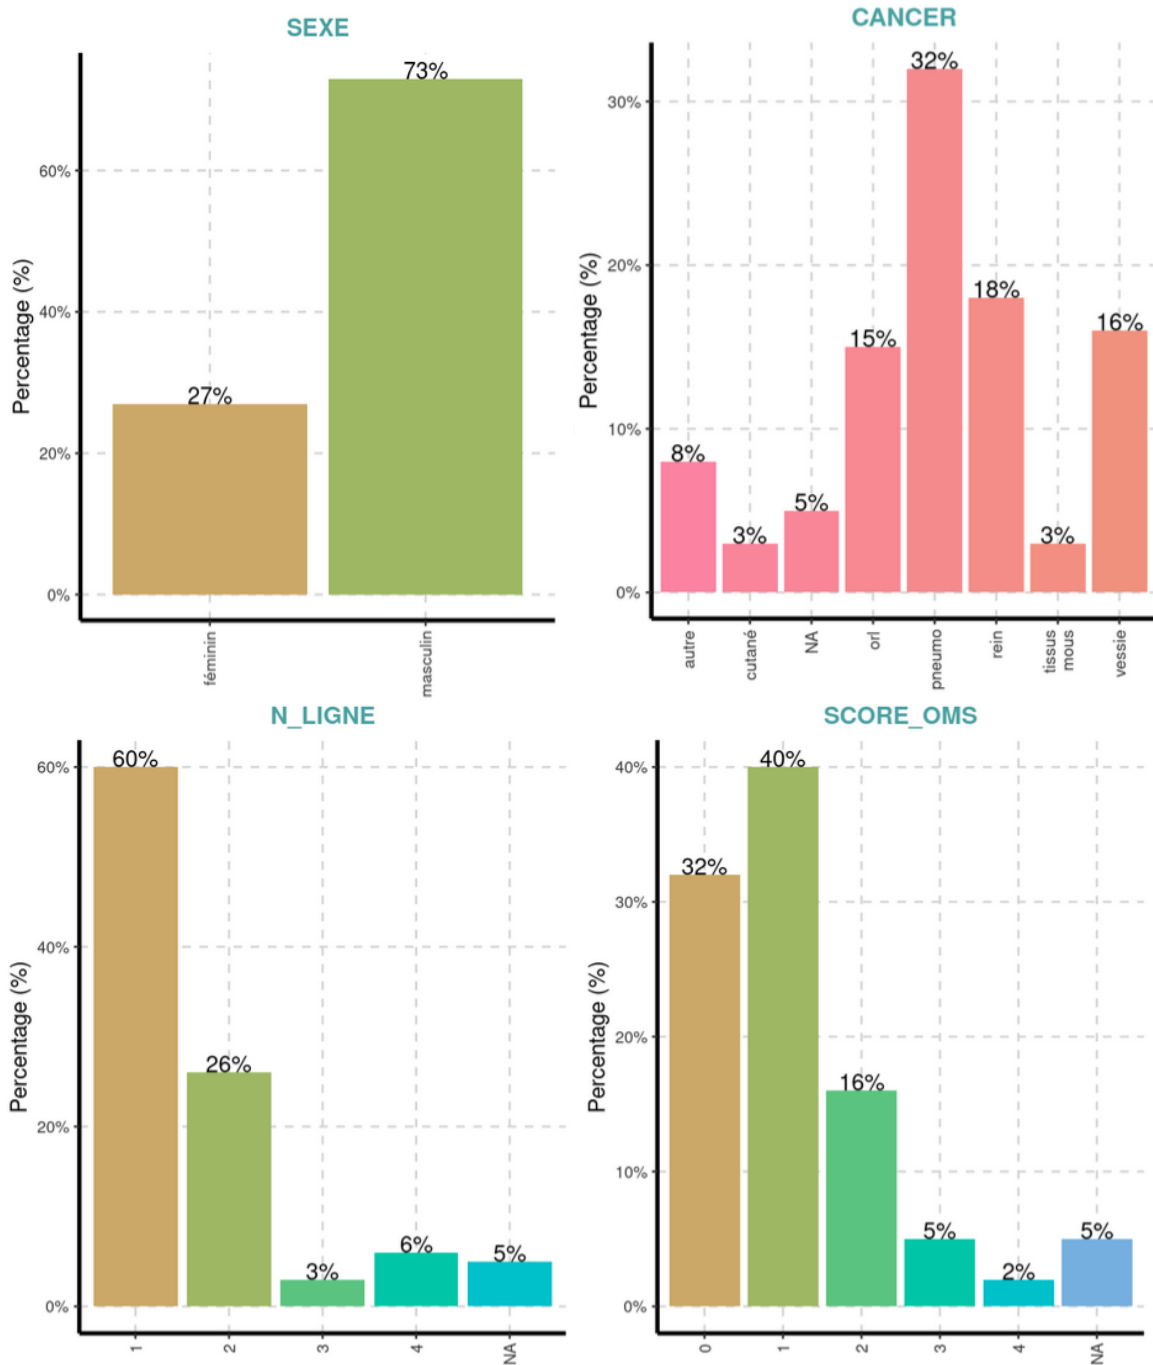 SEXE
Percentage (%)
60%
40%
20%
0%
73%
27%
féminin
masculin
CANCER
Percentage (%)
30%
20%
10%
0%
8%
3%
5%
15%
32%
18%
3%
16%
autre
cutané
NA
orl
pneumo
rein
tissus
mous
vessie
N_LIGNE
Percentage (%)
60%
40%
20%
0%
60%
26%
3%
6%
5%
1
2
3
4
NA
SCORE_OMS
Percentage (%)
40%
30%
20%
10%
0%
32%
40%
16%
5%
2%
5%
0
1
2
3
4
NA